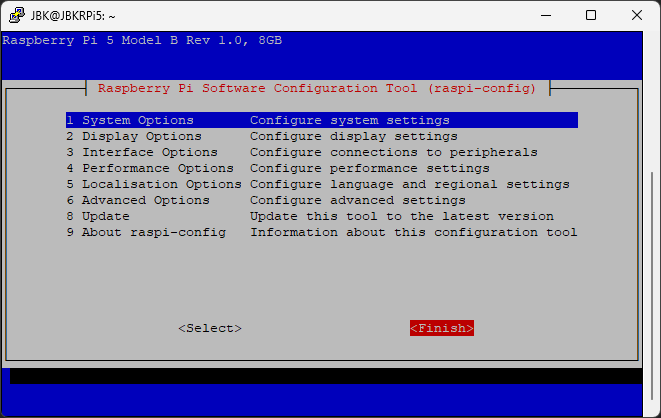 JBK@JBKRPi5: ~
Raspberry Pi 5 Model B Rev 1.0, 8GB
Raspberry Pi Software Configuration Tool (raspi-config)
1 System Options Configure system settings
2 Display Options Configure display settings
3 Interface Options Configure connections to peripherals
4 Performance Options Configure performance settings
5 Localisation Options Configure language and regional settings
6 Advanced Options Configure advanced settings
8 Update Update this tool to the latest version
9 About raspi-config Information about this configuration tool
<Select> <Finish>